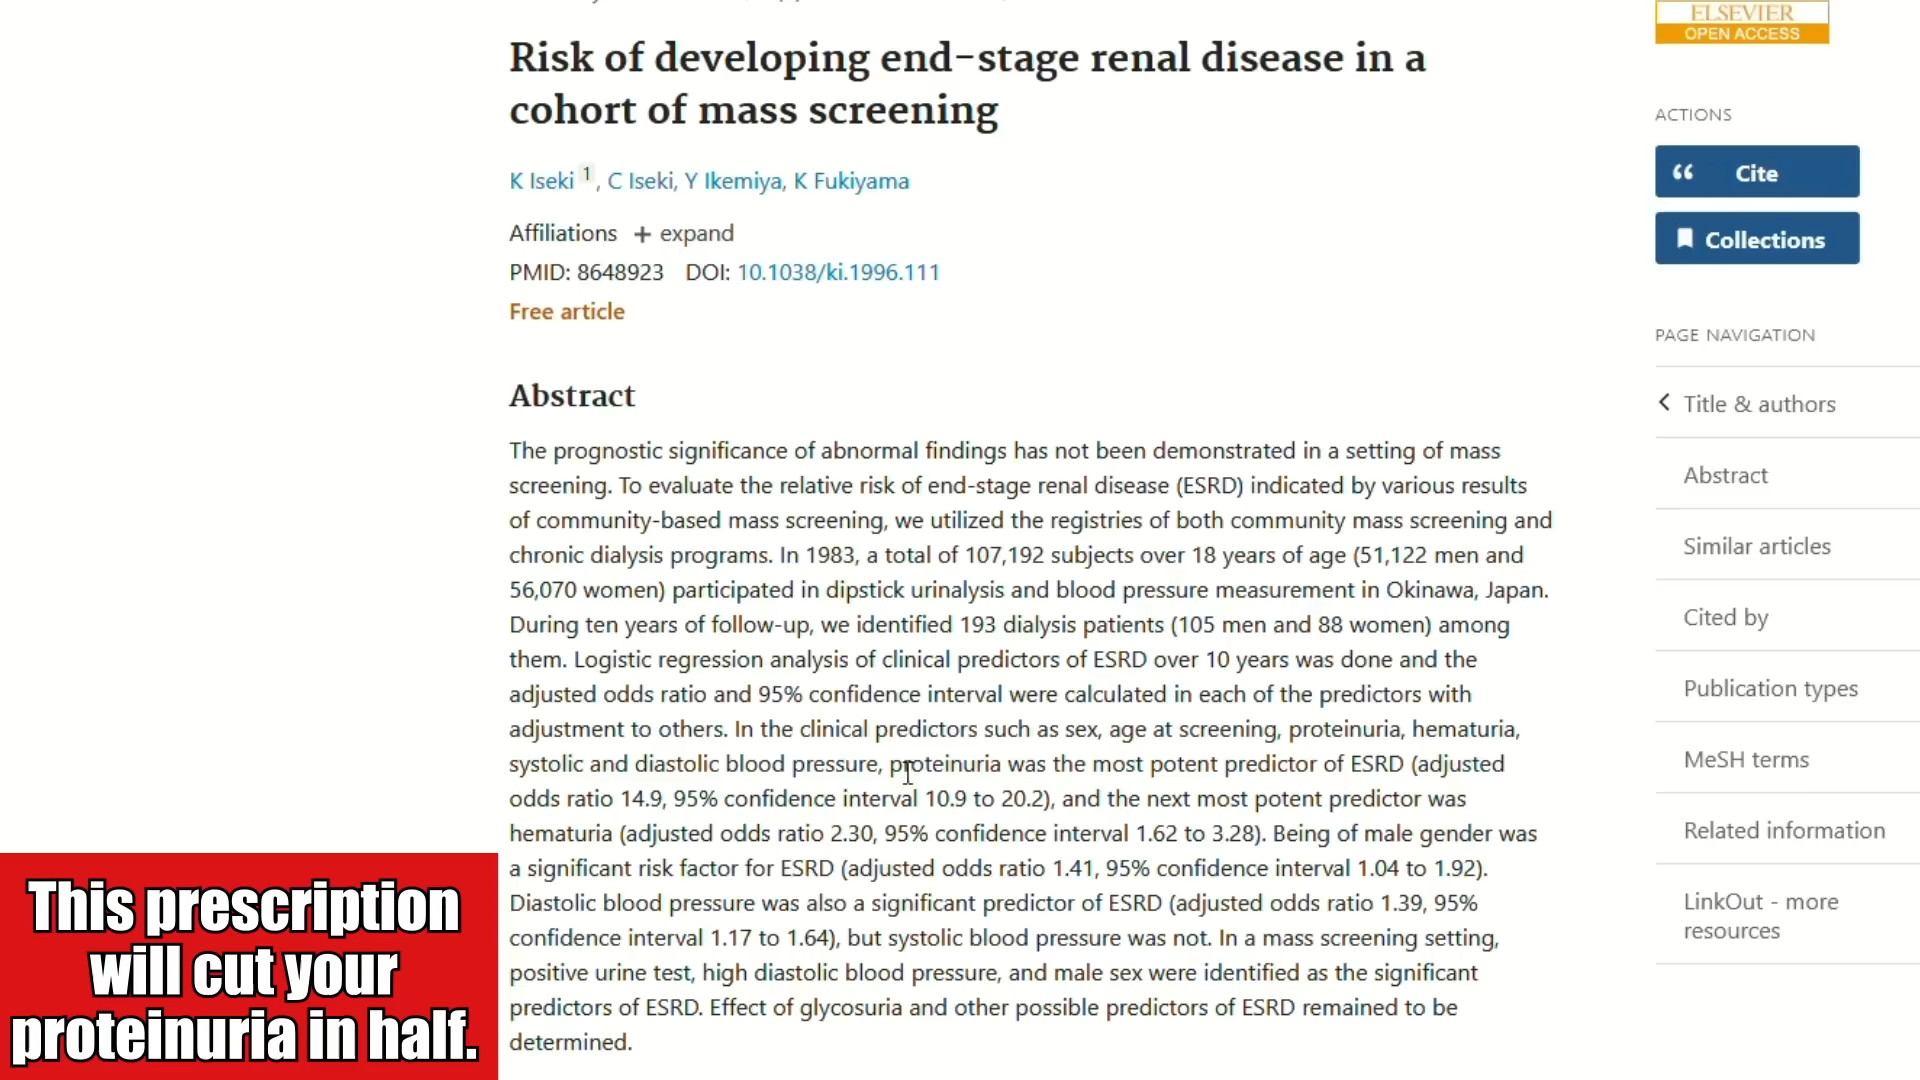 Risk of developing end-stage renal disease in a
cohort of mass screening
K Iseki 1, C Iseki, Y Ikemiya, K Fukiyama
Affiliations + expand
PMID: 8648923 DOI: 10.1038/ki.1996.111
Free article
Abstract
The prognostic significance of abnormal findings has not been demonstrated in a setting of mass
screening. To evaluate the relative risk of end-stage renal disease (ESRD) indicated by various results
of community-based mass screening, we utilized the registries of both community mass screening and
chronic dialysis programs. In 1983, a total of 107,192 subjects over 18 years of age (51,122 men and
56,070 women) participated in dipstick urinalysis and blood pressure measurement in Okinawa, Japan.
During ten years of follow-up, we identified 193 dialysis patients (105 men and 88 women) among
them. Logistic regression analysis of clinical predictors of ESRD over 10 years was done and the
adjusted odds ratio and 95% confidence interval were calculated in each of the predictors with
adjustment to others. In the clinical predictors such as sex, age at screening, proteinuria, hematuria,
systolic and diastolic blood pressure, proteinuria was the most potent predictor of ESRD (adjusted
odds ratio 14.9, 95% confidence interval 10.9 to 20.2), and the next most potent predictor was
hematuria (adjusted odds ratio 2.30, 95% confidence interval 1.62 to 3.28). Being of male gender was
a significant risk factor for ESRD (adjusted odds ratio 1.41, 95% confidence interval 1.04 to 1.92).
Diastolic blood pressure was also a significant predictor of ESRD (adjusted odds ratio 1.39, 95%
confidence interval 1.17 to 1.64), but systolic blood pressure was not. In a mass screening setting,
positive urine test, high diastolic blood pressure, and male sex were identified as the significant
predictors of ESRD. Effect of glycosuria and other possible predictors of ESRD remained to be
determined.
This prescription
will cut your
proteinuria in half.
ELSEVIER
OPEN ACCESS
ACTIONS
Cite
Collections
PAGE NAVIGATION
Title & authors
Abstract
Similar articles
Cited by
Publication types
MeSH terms
Related information
LinkOut - more
resources